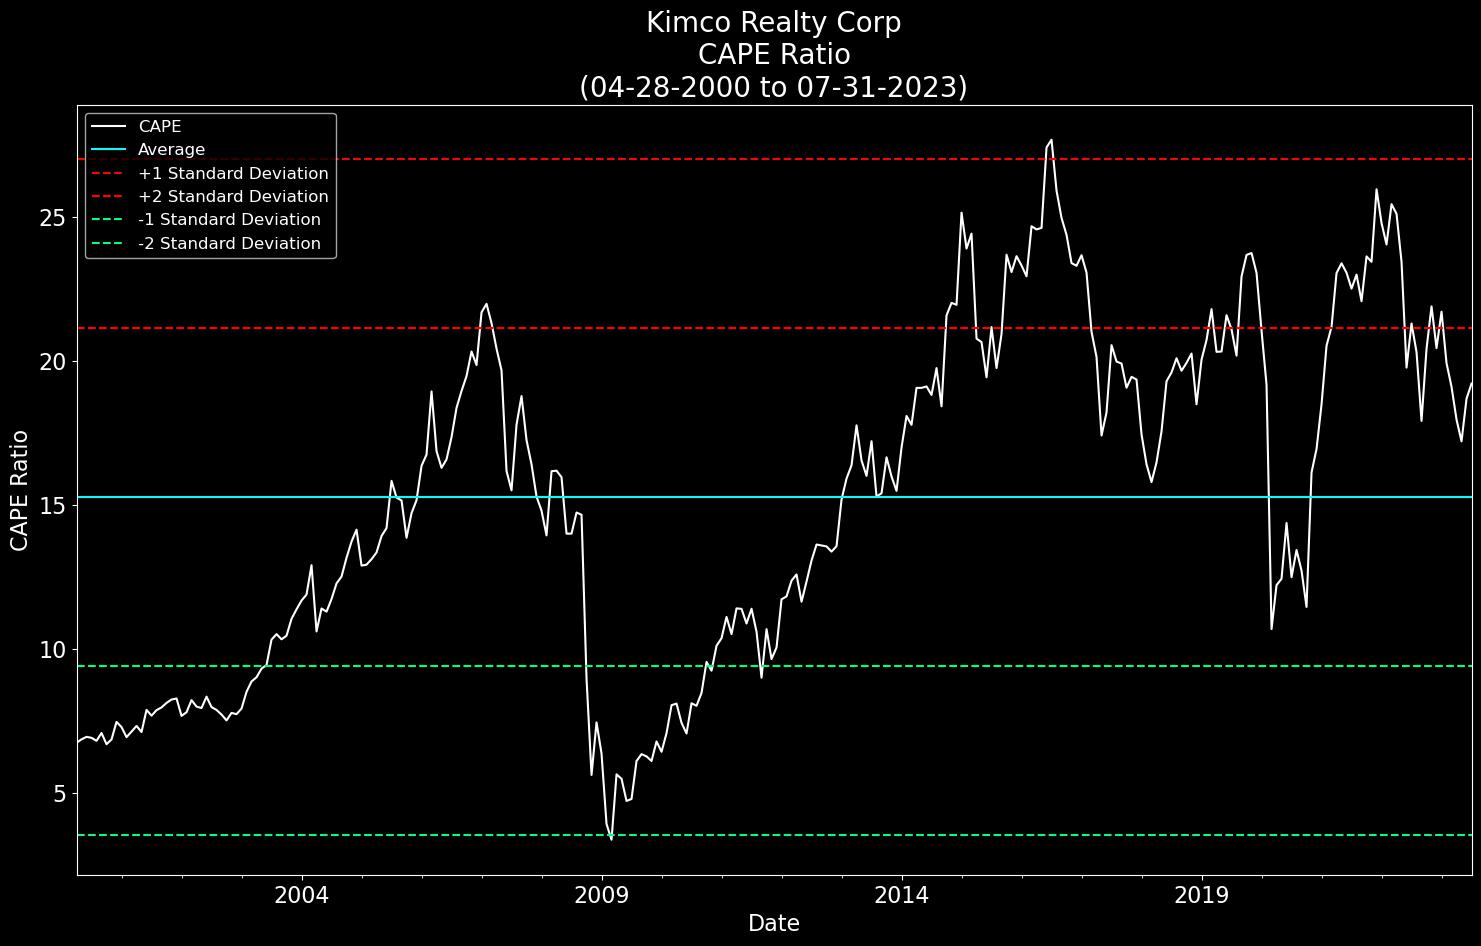 Kimco Realty Corp
CAPE Ratio
(04-28-2000 to 07-31-2023)
CAPE
Average
+1 Standard Deviation
+2 Standard Deviation
-1 Standard Deviation
-2 Standard Deviation
CAPE Ratio
25
20
15
10
5
2004
2009
2014
2019
Date